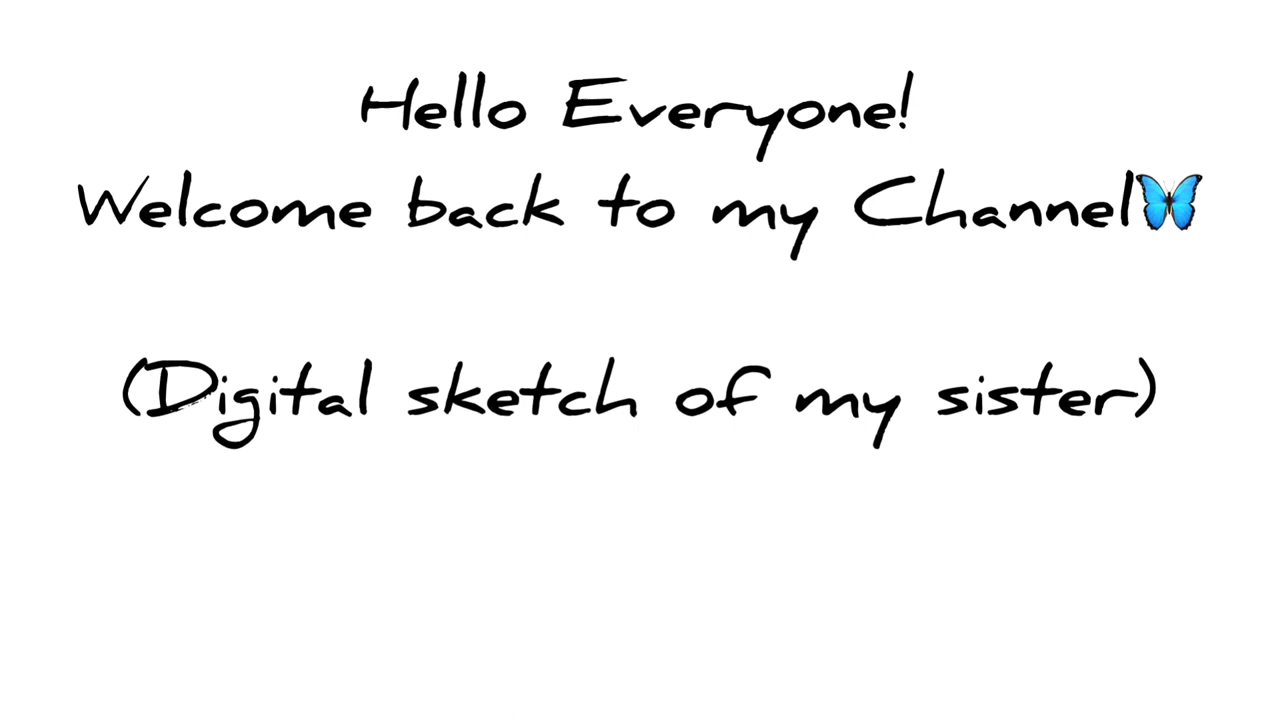 Hello Everyone!
Welcome back to my Channel🦋
(Digital sketch of my sister)